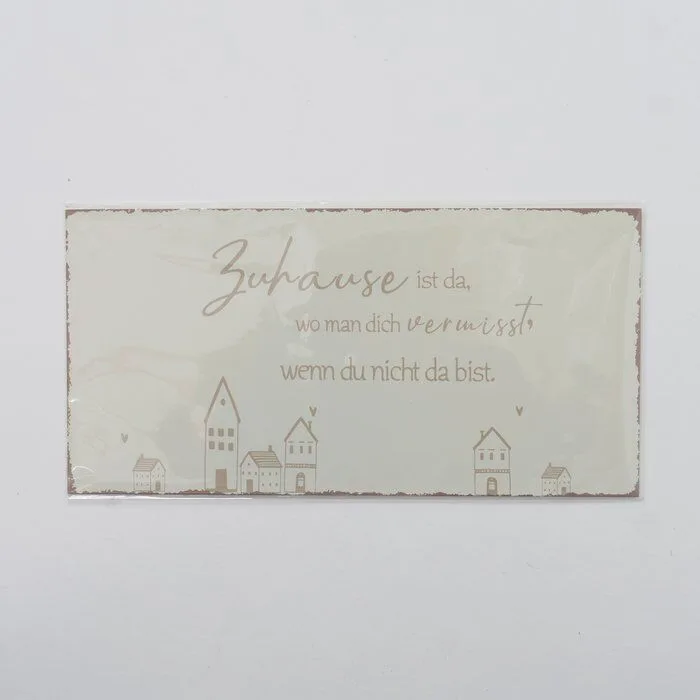 Zuhause ist da,
wo man dich vermisst,
wenn du nicht da bist.